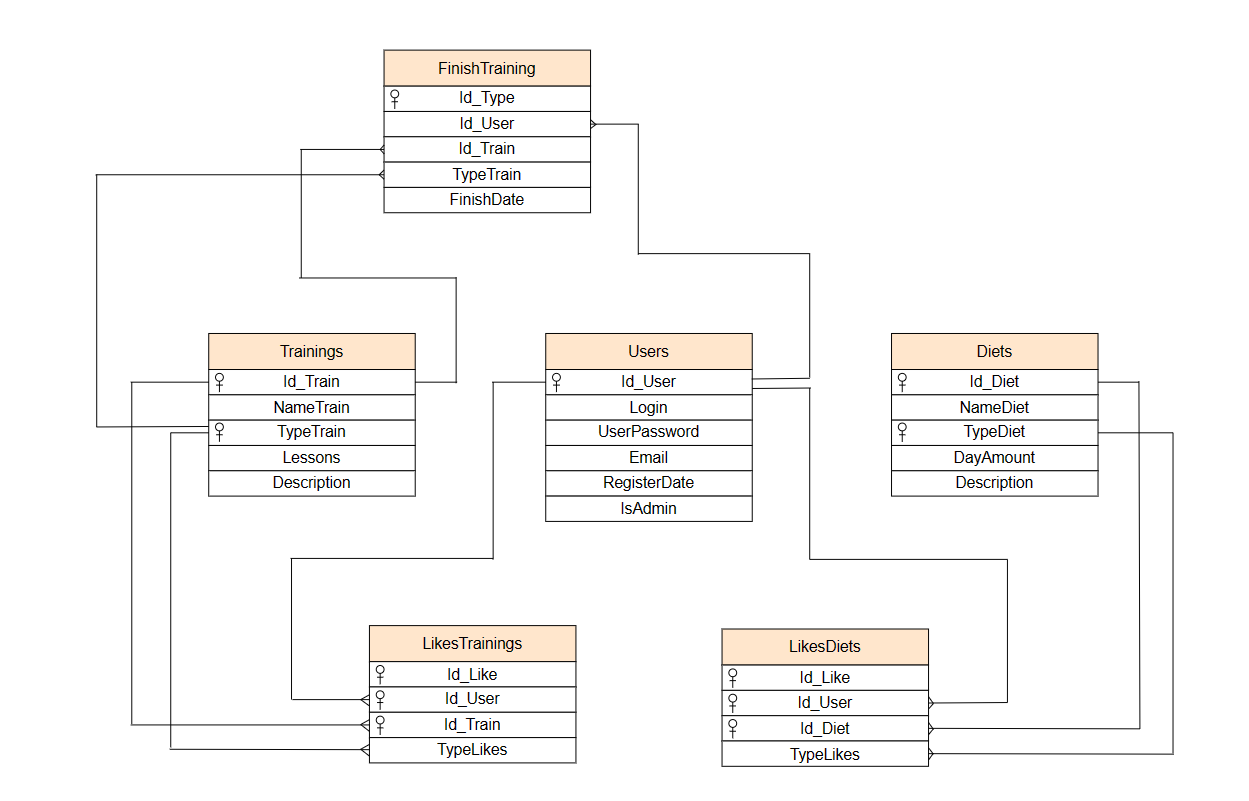 FinishTraining
Id_Type
Id_User
Id_Train
TypeTrain
FinishDate
Trainings
Id_Train
NameTrain
TypeTrain
Lessons
Description
Users
Id_User
Login
UserPassword
Email
RegisterDate
IsAdmin
Diets
Id_Diet
NameDiet
TypeDiet
DayAmount
Description
LikesTrainings
Id_Like
Id_User
Id_Train
TypeLikes
LikesDiets
Id_Like
Id_User
Id_Diet
TypeLikes